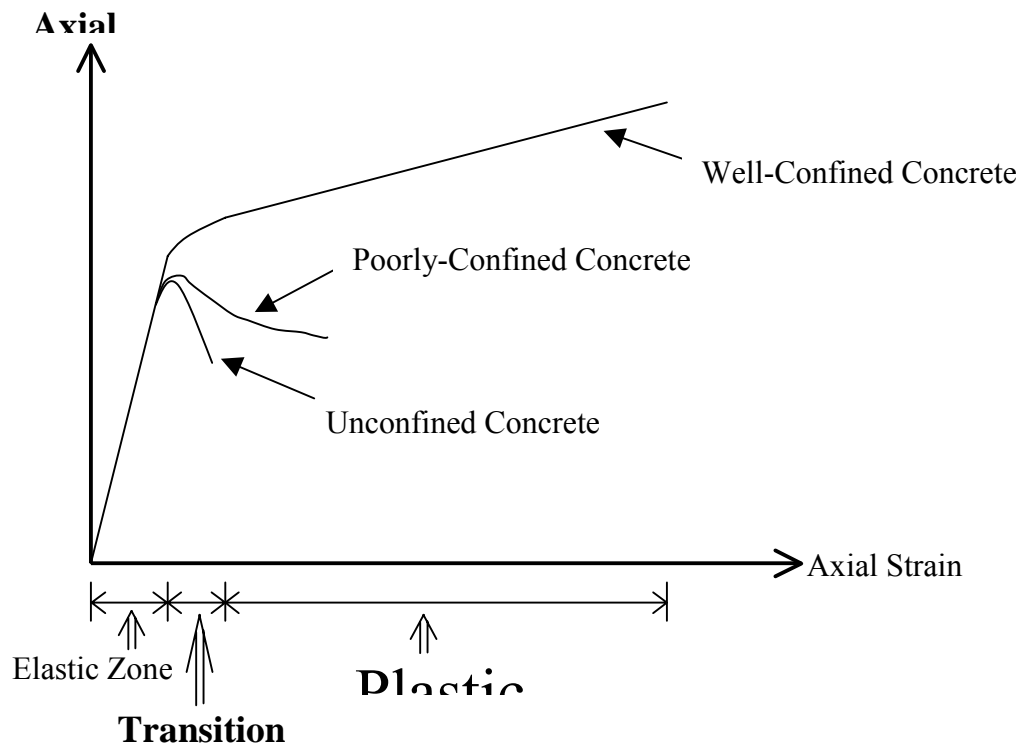 Axial
Well-Confined Concrete
Poorly-Confined Concrete
Unconfined Concrete
Axial Strain
Elastic Zone
Plastic
Transition